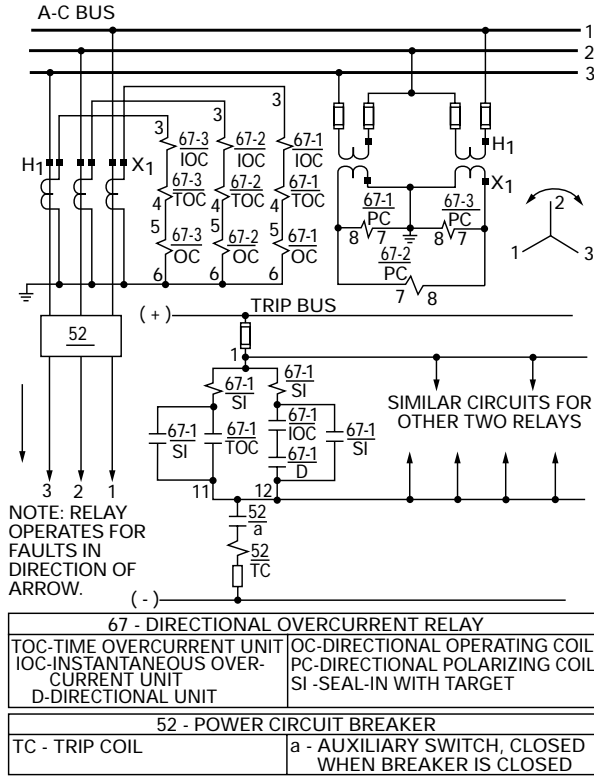 A-C BUS
1
2
3
3
3
3
67-3
IOC
67-2
IOC
67-1
IOC
H1
X1
67-3
TOC
67-2
TOC
67-1
TOC
4
4
4
5
5
5
67-3
OC
67-2
OC
67-1
OC
6
6
6
H1
X1
67-1
PC
67-3
PC
8 7
8 7
67-2
PC
7 8
2
1
3
(+)
TRIP BUS
52
1
67-1
SI
67-1
SI
67-1
SI
67-1
TOC
67-1
IOC
67-1
D
67-1
SI
SIMILAR CIRCUITS FOR
OTHER TWO RELAYS
11
12
3 2 1
52
a
52
TC
NOTE: RELAY
OPERATES FOR
FAULTS IN
DIRECTION OF
ARROW.
(-)
67 - DIRECTIONAL OVERCURRENT RELAY
TOC-TIME OVERCURRENT UNIT
IOC-INSTANTANEOUS OVER-
CURRENT UNIT
D-DIRECTIONAL UNIT
OC-DIRECTIONAL OPERATING COIL
PC-DIRECTIONAL POLARIZING COIL
SI -SEAL-IN WITH TARGET
52 - POWER CIRCUIT BREAKER
TC - TRIP COIL
a - AUXILIARY SWITCH, CLOSED
WHEN BREAKER IS CLOSED